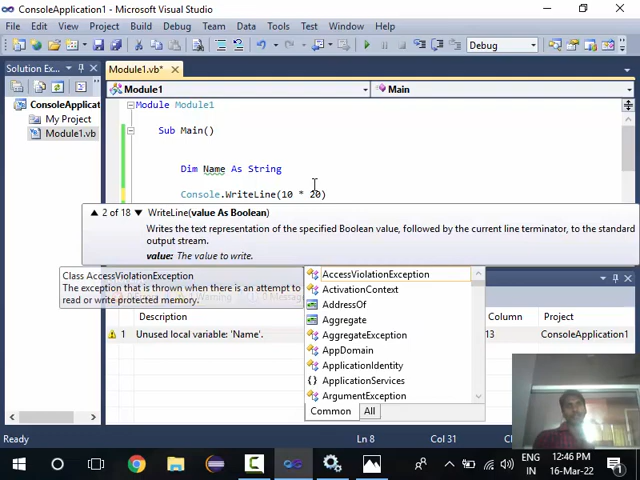 ConsoleApplication1 - Microsoft Visual Studio
File Edit View Project Build Debug Team Data Tools Test Window Help
Debug
Solution Ex...
Module1.vb*
ConsoleApplicat
My Project
Module1.vb
Module1
Main
Module Module1
Sub Main()
Dim Name As String
Console.WriteLine(10 * 20)
2 of 18 WriteLine(value As Boolean)
Writes the text representation of the specified Boolean value, followed by the current line terminator, to the standard
output stream.
value: The value to write.
Class AccessViolationException
The exception that is thrown when there is an attempt to
read or write protected memory.
AccessViolationException
ActivationContext
AddressOf
Aggregate
AggregateException
AppDomain
ApplicationIdentity
ApplicationServices
ArgumentException
Common All
Description
Column Project
1 Unused local variable: 'Name'.
13 ConsoleApplication1
Ready
Ln 8 Col 31
ENG
IN
12:46 PM
16-Mar-22
1